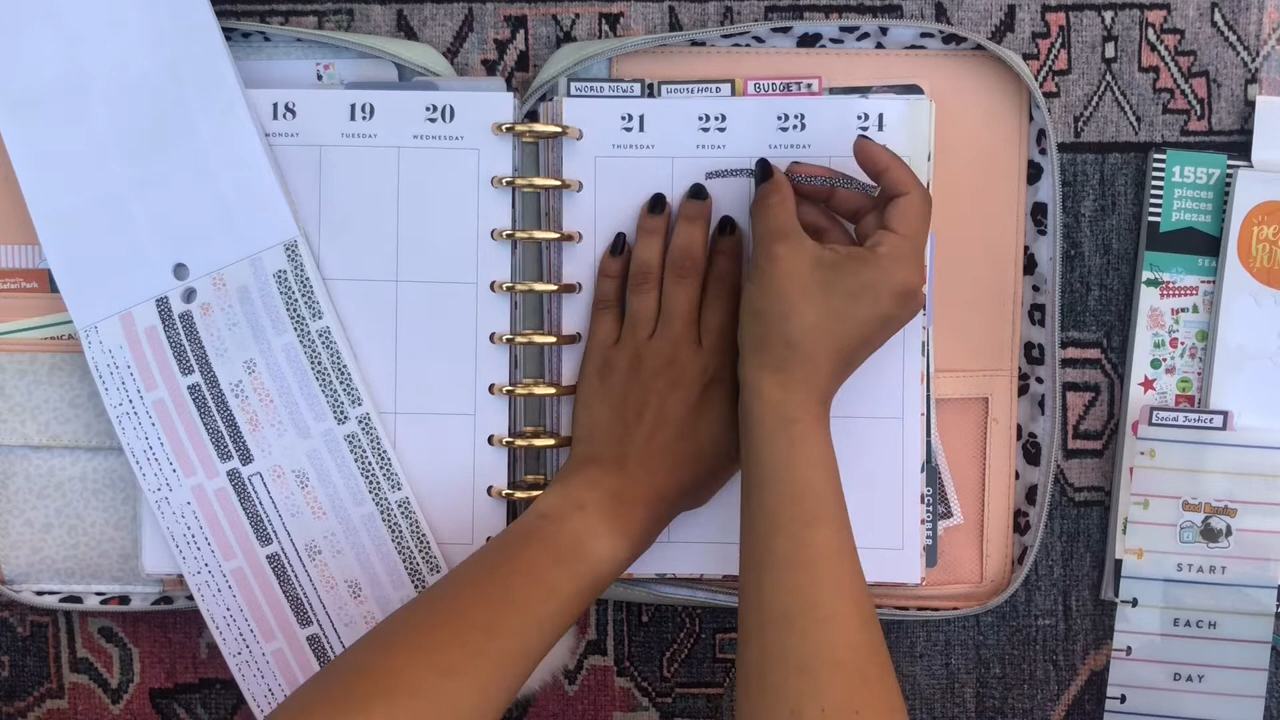 18
MONDAY
19
TUESDAY
20
WEDNESDAY
WORLD NEWS
HOUSEHOLD
BUDGET
21
THURSDAY
22
FRIDAY
23
SATURDAY
24
OCTOBER
Safari Park
1557
pieces
pièces
piezas
Social Justice
Good Morning
START
EACH
DAY